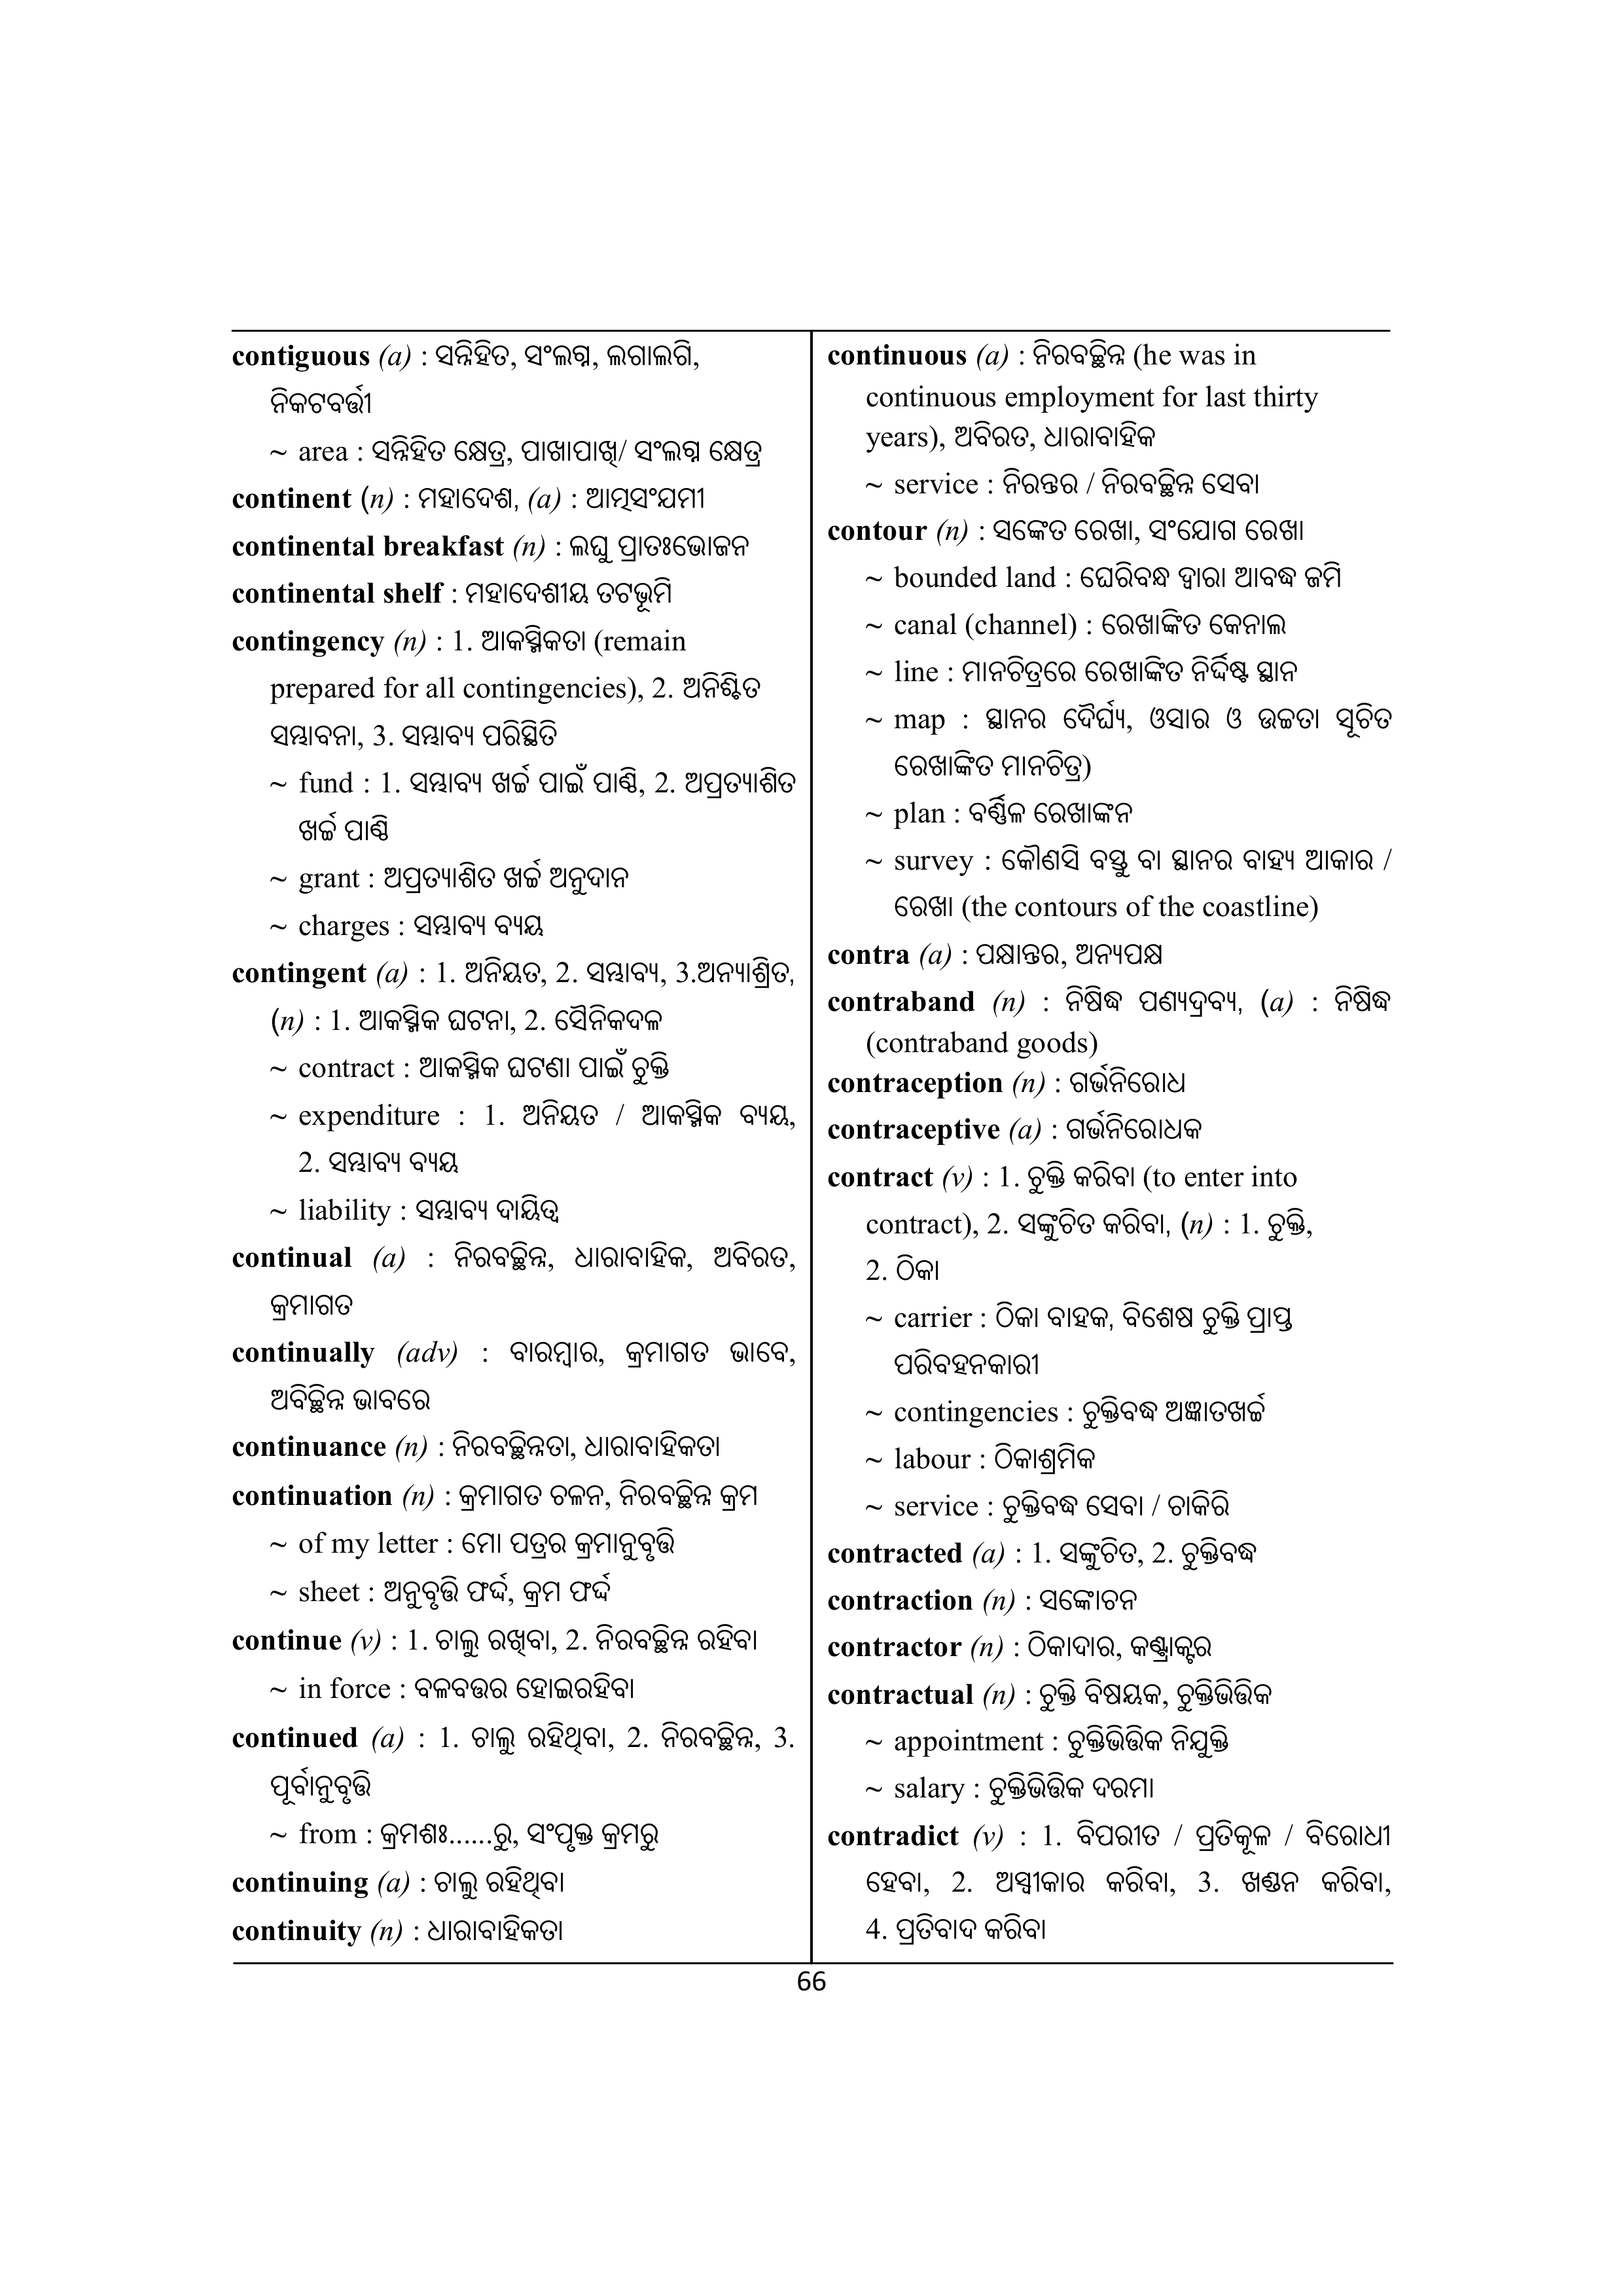 contiguous (a) : ସନ୍ନିହିତ, ସଂଲଗ୍ନ, ଲଗାଲଗି,
ନିକଟବର୍ତ୍ତୀ
~ area : ସନ୍ନିହିତ କ୍ଷେତ୍ର, ପାଖାପାଖି/ ସଂଲଗ୍ନ କ୍ଷେତ୍ର
continent (n) : ମହାଦେଶ, (a) : ଆତ୍ମସଂଯମୀ
continental breakfast (n) : ଲଘୁ ପ୍ରାତଃଭୋଜନ
continental shelf : ମହାଦେଶୀୟ ତଟଭୂମି
contingency (n) : 1. ଆକସ୍ମିକତା (remain
prepared for all contingencies), 2. ଅନିଶ୍ଚିତ
ସମ୍ଭାବନା, 3. ସମ୍ଭାବ୍ୟ ପରିସ୍ଥିତି
~ fund : 1. ସମ୍ଭାବ୍ୟ ଖର୍ଚ୍ଚ ପାଇଁ ପାଣ୍ଠି, 2. ଅପ୍ରତ୍ୟାଶିତ
ଖର୍ଚ୍ଚ ପାଣ୍ଠି
~ grant : ଅପ୍ରତ୍ୟାଶିତ ଖର୍ଚ୍ଚ ଅନୁଦାନ
~ charges : ସମ୍ଭାବ୍ୟ ବ୍ୟୟ
contingent (a) : 1. ଅନିୟତ, 2. ସମ୍ଭାବ୍ୟ, 3.ଅନ୍ୟାଶ୍ରିତ,
(n) : 1. ଆକସ୍ମିକ ଘଟନା, 2. ସୈନିକଦଳ
~ contract : ଆକସ୍ମିକ ଘଟଣା ପାଇଁ ଚୁକ୍ତି
~ expenditure : 1. ଅନିୟତ / ଆକସ୍ମିକ ବ୍ୟୟ,
2. ସମ୍ଭାବ୍ୟ ବ୍ୟୟ
~ liability : ସମ୍ଭାବ୍ୟ ଦାୟିତ୍ୱ
continual (a) : ନିରବଚ୍ଛିନ୍ନ, ଧାରାବାହିକ, ଅବିରତ,
କ୍ରମାଗତ
continually (adv) : ବାରମ୍ବାର, କ୍ରମାଗତ ଭାବେ,
ଅବିଚ୍ଛିନ୍ନ ଭାବରେ
continuance (n) : ନିରବଚ୍ଛିନ୍ନତା, ଧାରାବାହିକତା
continuation (n) : କ୍ରମାଗତ ଚଳନ, ନିରବଚ୍ଛିନ୍ନ କ୍ରମ
~ of my letter : ମୋ ପତ୍ରର କ୍ରମାନୁବୃତ୍ତି
~ sheet : ଅନୁବୃତ୍ତି ଫର୍ଦ୍ଦ, କ୍ରମ ଫର୍ଦ୍ଦ
continue (v) : 1. ଚାଲୁ ରଖିବା, 2. ନିରବଚ୍ଛିନ୍ନ ରହିବା
~ in force : ବଳବତ୍ତର ହୋଇରହିବା
continued (a) : 1. ଚାଲୁ ରହିଥିବା, 2. ନିରବଚ୍ଛିନ୍ନ, 3.
ପୂର୍ବାନୁବୃତ୍ତି
~ from : କ୍ରମଶଃ......ରୁ, ସଂପୃକ୍ତ କ୍ରମରୁ
continuing (a) : ଚାଲୁ ରହିଥିବା
continuity (n) : ଧାରାବାହିକତା
continuous (a) : ନିରବଚ୍ଛିନ୍ନ (he was in
continuous employment for last thirty
years), ଅବିରତ, ଧାରାବାହିକ
~ service : ନିରନ୍ତର / ନିରବଚ୍ଛିନ୍ନ ସେବା
contour (n) : ସଙ୍କେତ ରେଖା, ସଂଯୋଗ ରେଖା
~ bounded land : ଘେରିବନ୍ଧ ଦ୍ୱାରା ଆବଦ୍ଧ ଜମି
~ canal (channel) : ରେଖାଙ୍କିତ କେନାଲ
~ line : ମାନଚିତ୍ରରେ ରେଖାଙ୍କିତ ନିର୍ଦ୍ଦିଷ୍ଟ ସ୍ଥାନ
~ map : ସ୍ଥାନର ଦୈର୍ଘ୍ୟ, ଓସାର ଓ ଉଚ୍ଚତା ସୂଚିତ
ରେଖାଙ୍କିତ ମାନଚିତ୍ର)
~ plan : ବର୍ଣ୍ଣିଳ ରେଖାଙ୍କନ
~ survey : କୌଣସି ବସ୍ତୁ ବା ସ୍ଥାନର ବାହ୍ୟ ଆକାର /
ରେଖା (the contours of the coastline)
contra (a) : ପକ୍ଷାନ୍ତର, ଅନ୍ୟପକ୍ଷ
contraband (n) : ନିଷିଦ୍ଧ ପଣ୍ୟଦ୍ରବ୍ୟ, (a) : ନିଷିଦ୍ଧ
(contraband goods)
contraception (n) : ଗର୍ଭନିରୋଧ
contraceptive (a) : ଗର୍ଭନିରୋଧକ
contract (v) : 1. ଚୁକ୍ତି କରିବା (to enter into
contract), 2. ସଙ୍କୁଚିତ କରିବା, (n) : 1. ଚୁକ୍ତି,
2. ଠିକା
~ carrier : ଠିକା ବାହକ, ବିଶେଷ ଚୁକ୍ତି ପ୍ରାପ୍ତ
ପରିବହନକାରୀ
~ contingencies : ଚୁକ୍ତିବଦ୍ଧ ଅଜ୍ଞାତଖର୍ଚ୍ଚ
~ labour : ଠିକାଶ୍ରମିକ
~ service : ଚୁକ୍ତିବଦ୍ଧ ସେବା / ଚାକିରି
contracted (a) : 1. ସଙ୍କୁଚିତ, 2. ଚୁକ୍ତିବଦ୍ଧ
contraction (n) : ସଙ୍କୋଚନ
contractor (n) : ଠିକାଦାର, କଣ୍ଟ୍ରାକ୍ଟର
contractual (n) : ଚୁକ୍ତି ବିଷୟକ, ଚୁକ୍ତିଭିତ୍ତିକ
~ appointment : ଚୁକ୍ତିଭିତ୍ତିକ ନିଯୁକ୍ତି
~ salary : ଚୁକ୍ତିଭିତ୍ତିକ ଦରମା
contradict (v) : 1. ବିପରୀତ / ପ୍ରତିକୂଳ / ବିରୋଧୀ
ହେବା, 2. ଅସ୍ୱୀକାର କରିବା, 3. ଖଣ୍ଡନ କରିବା,
4. ପ୍ରତିବାଦ କରିବା
66